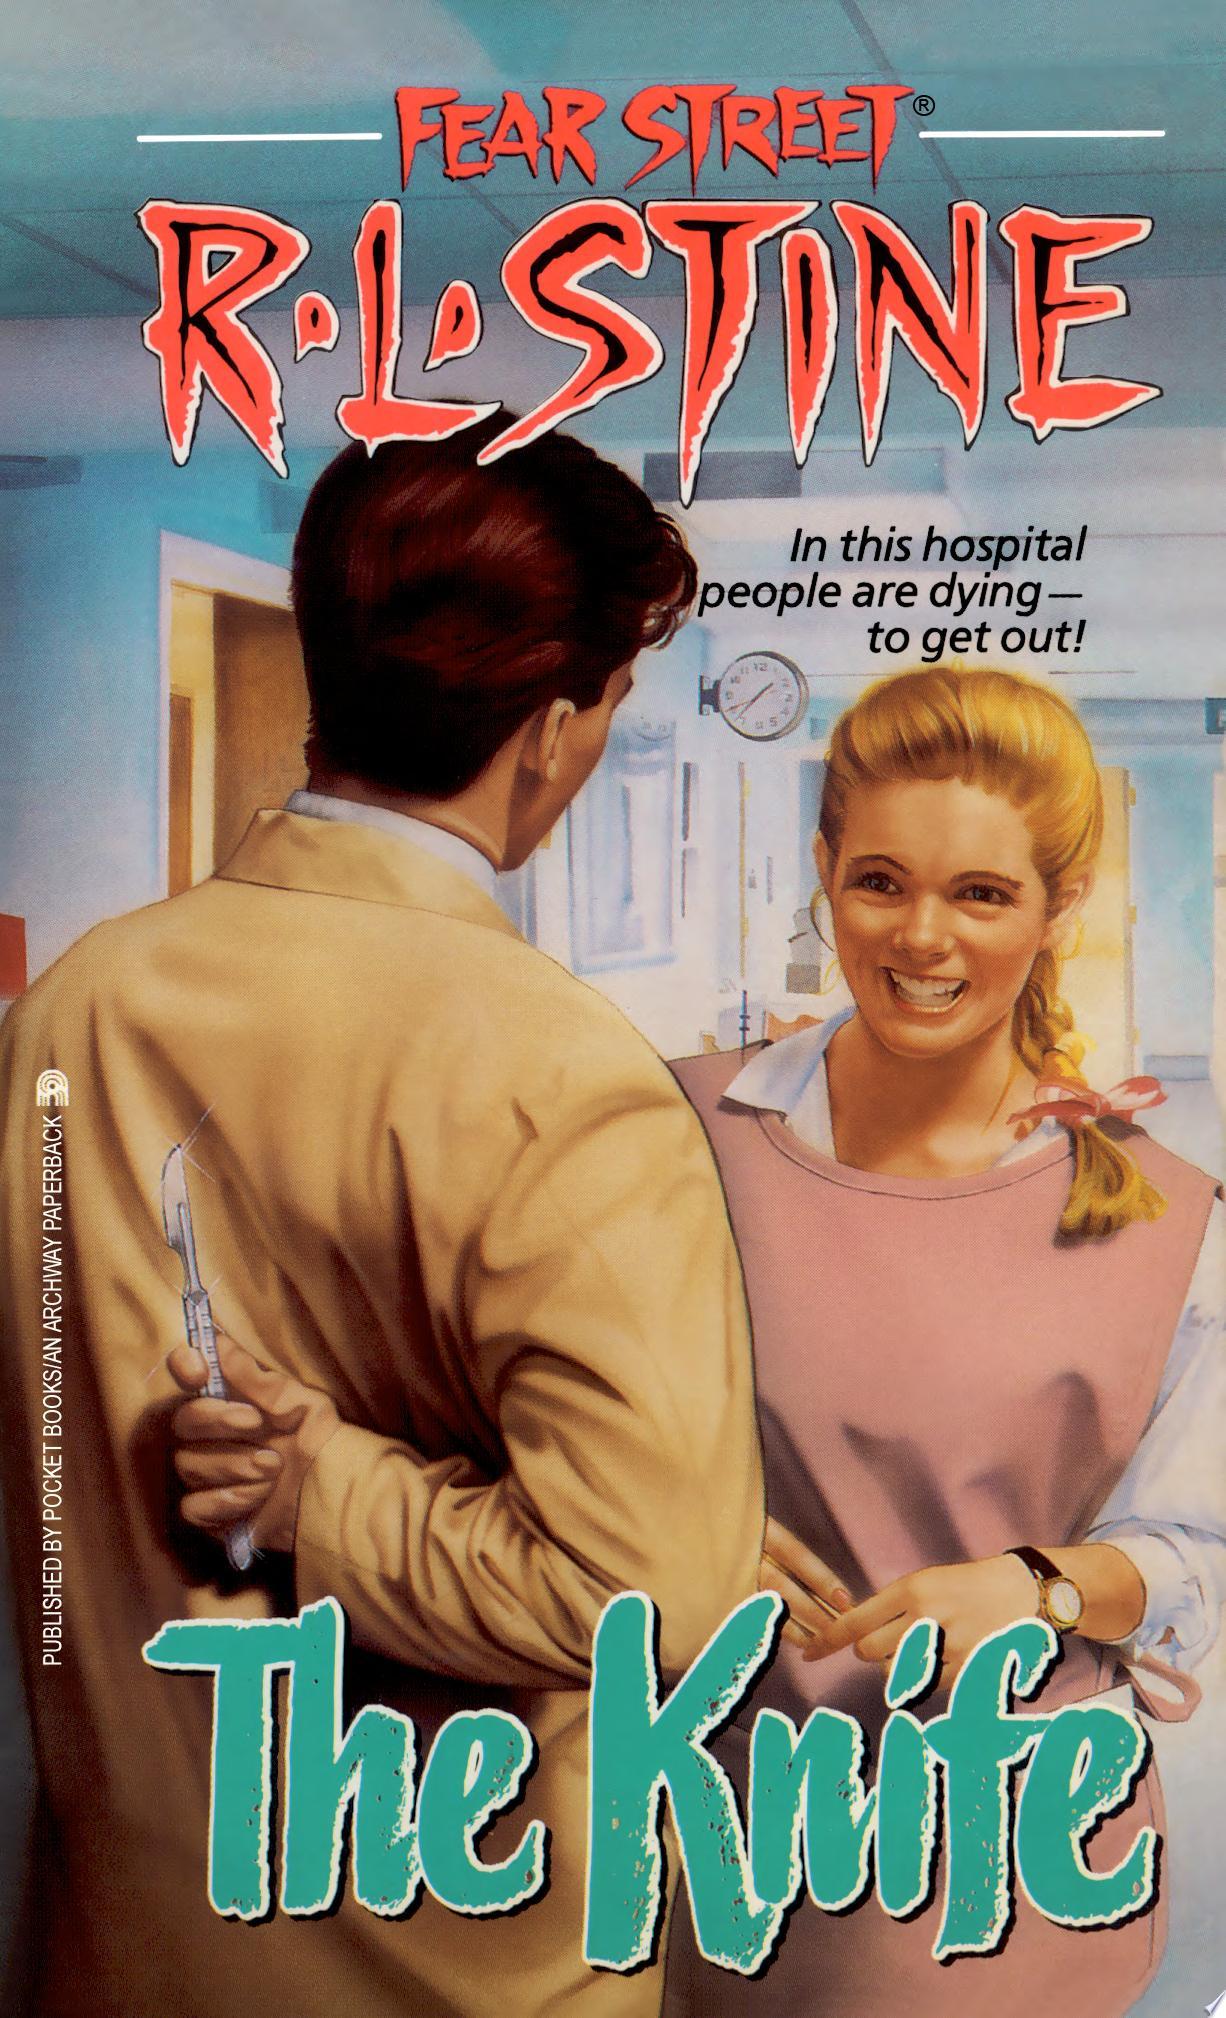 FEAR STREET®
R·L·STINE
In this hospital
people are dying—
to get out!
PUBLISHED BY POCKET BOOKS/AN ARCHWAY PAPERBACK
The Knife